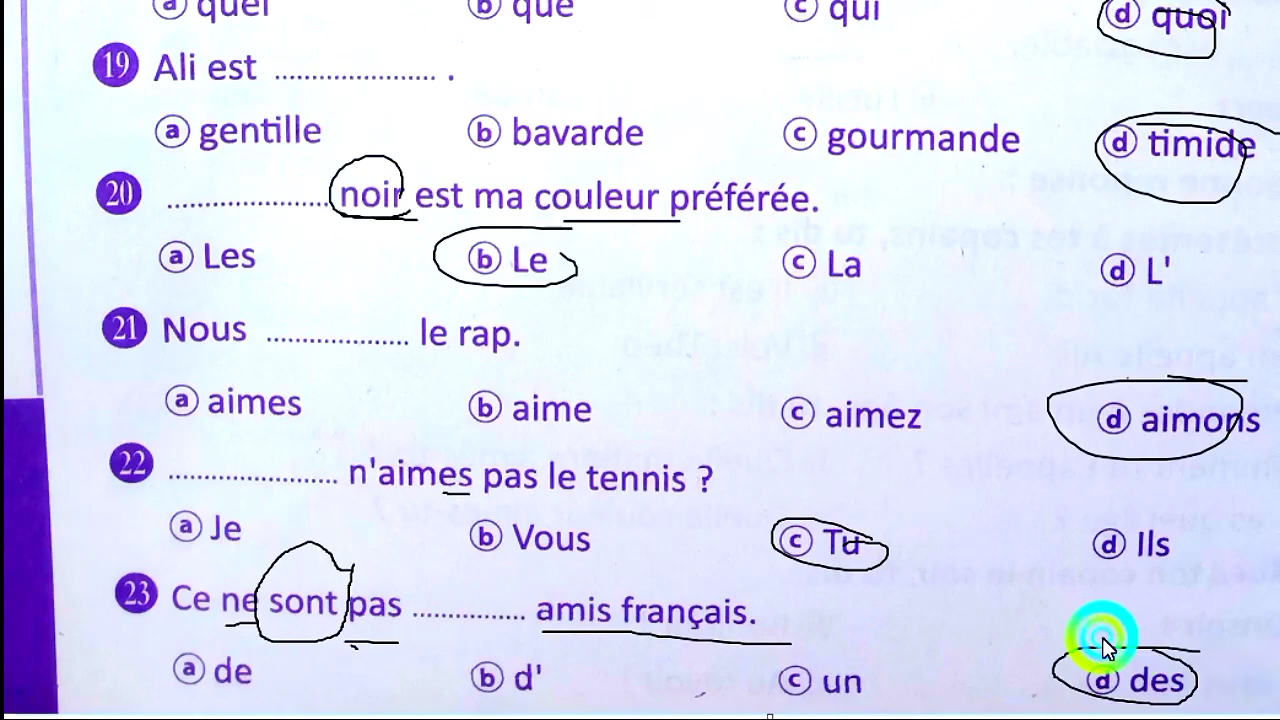 a quel b que c qui d quoi
19 Ali est ..................... .
a gentille b bavarde c gourmande d timide
20 ..................... noir est ma couleur préférée.
a Les b Le c La d L'
21 Nous .................. le rap.
a aimes b aime c aimez d aimons
22 ..................... n'aimes pas le tennis ?
a Je b Vous c Tu d Ils
23 Ce ne sont pas .............. amis français.
a de b d' c un d des